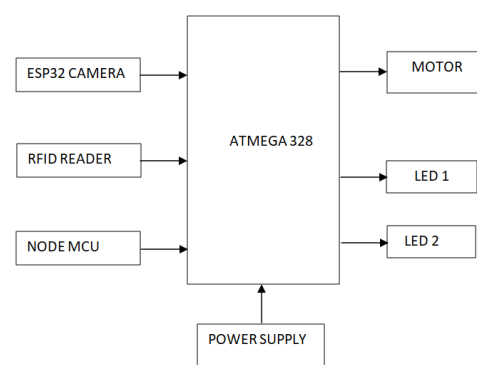 ESP32 CAMERA
RFID READER
NODE MCU
ATMEGA 328
MOTOR
LED 1
LED 2
POWER SUPPLY